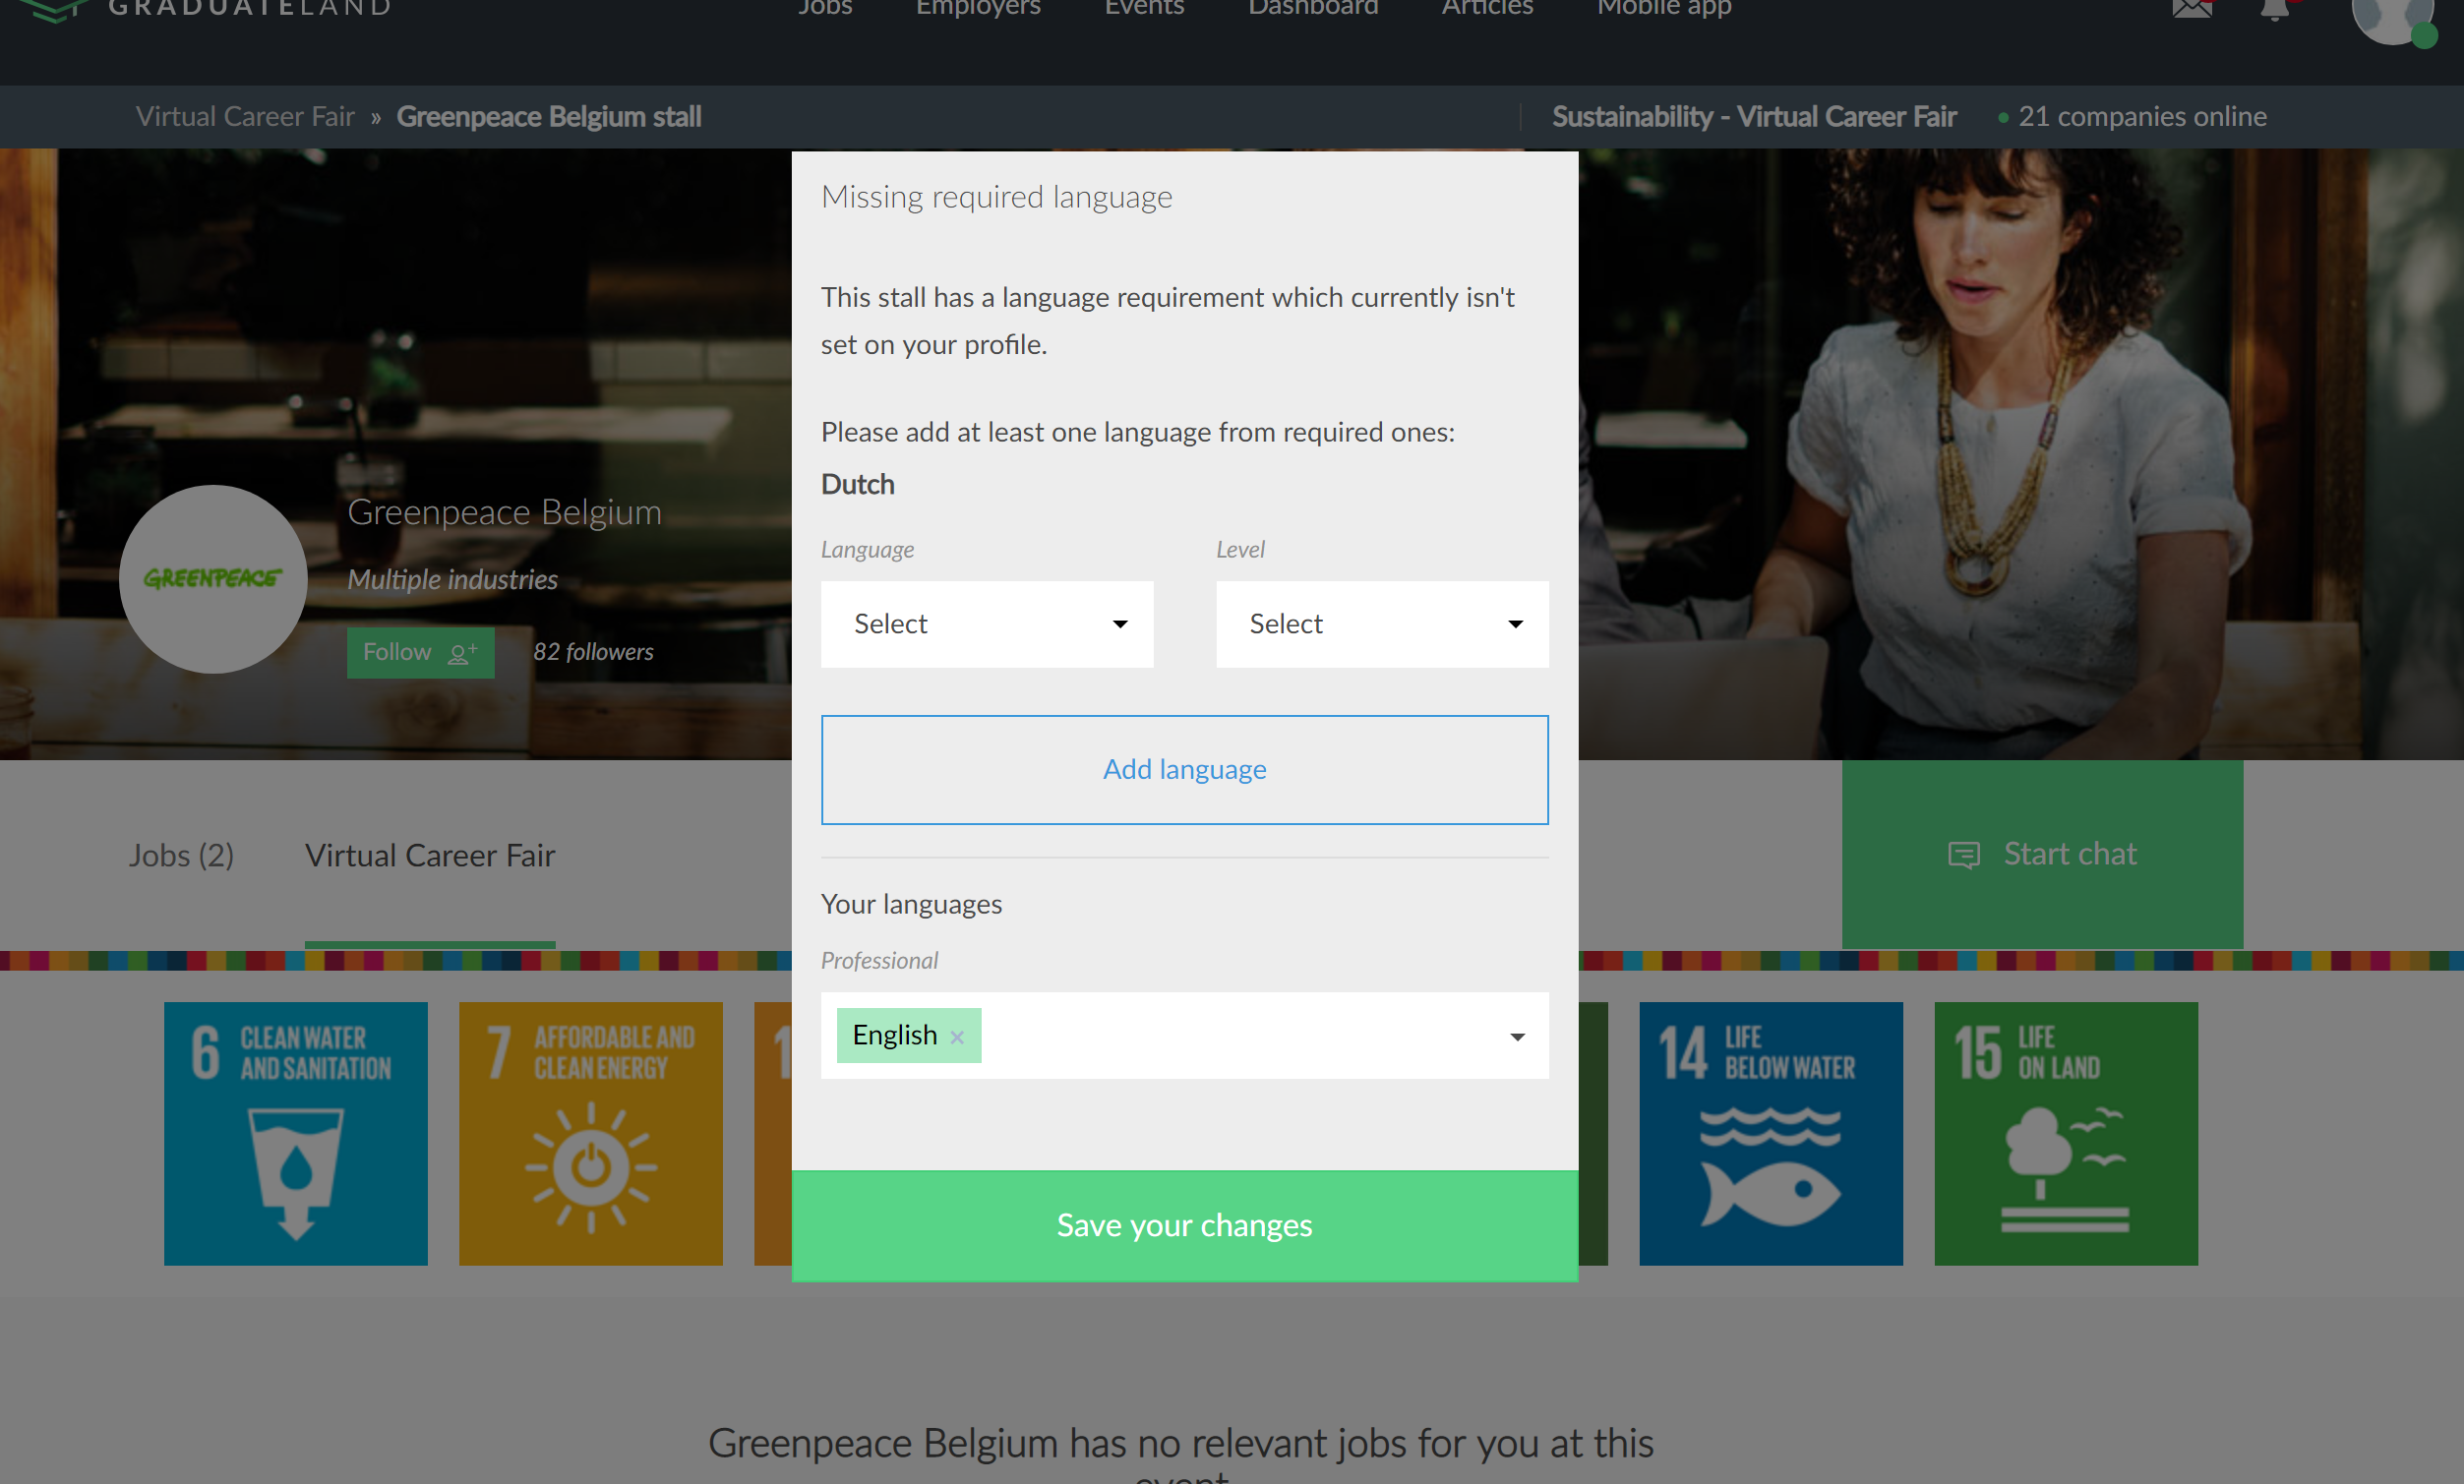 GRADUATELAND
Jobs Employers Events Dashboard Articles Mobile app
Virtual Career Fair » Greenpeace Belgium stall
Sustainability - Virtual Career Fair
21 companies online
Greenpeace Belgium
GREENPEACE
Multiple industries
Follow
82 followers
Jobs (2)
Virtual Career Fair
Missing required language
This stall has a language requirement which currently isn't
set on your profile.
Please add at least one language from required ones:
Dutch
Language
Level
Select
Select
Add language
Your languages
Professional
English ×
Save your changes
Start chat
6 CLEAN WATER
AND SANITATION
7 AFFORDABLE AND
CLEAN ENERGY
1
14 LIFE
BELOW WATER
15 LIFE
ON LAND
Greenpeace Belgium has no relevant jobs for you at this
event